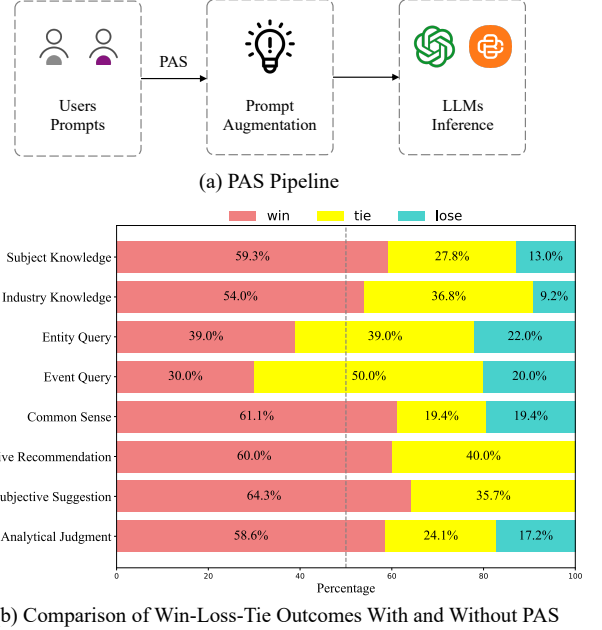 PAS
Users
Prompts
Prompt
Augmentation
LLMs
Inference
(a) PAS Pipeline
win tie lose
Subject Knowledge 59.3% 27.8% 13.0%
Industry Knowledge 54.0% 36.8% 9.2%
Entity Query 39.0% 39.0% 22.0%
Event Query 30.0% 50.0% 20.0%
Common Sense 61.1% 19.4% 19.4%
ive Recommendation 60.0% 40.0%
ubjective Suggestion 64.3% 35.7%
Analytical Judgment 58.6% 24.1% 17.2%
0 20 40 60 80 100
Percentage
b) Comparison of Win-Loss-Tie Outcomes With and Without PAS